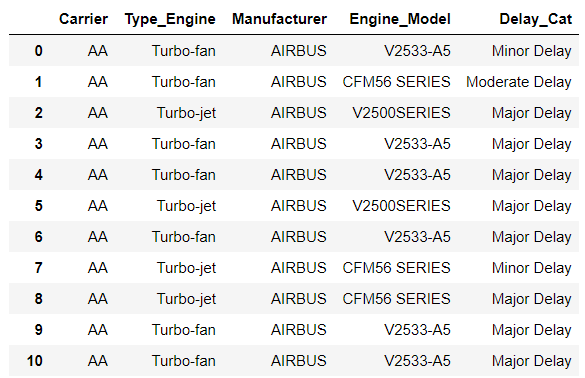 Carrier Type_Engine Manufacturer Engine_Model Delay_Cat
0 AA Turbo-fan AIRBUS V2533-A5 Minor Delay
1 AA Turbo-fan AIRBUS CFM56 SERIES Moderate Delay
2 AA Turbo-jet AIRBUS V2500SERIES Major Delay
3 AA Turbo-fan AIRBUS V2533-A5 Major Delay
4 AA Turbo-fan AIRBUS V2533-A5 Major Delay
5 AA Turbo-jet AIRBUS V2500SERIES Major Delay
6 AA Turbo-fan AIRBUS V2533-A5 Major Delay
7 AA Turbo-jet AIRBUS CFM56 SERIES Minor Delay
8 AA Turbo-jet AIRBUS CFM56 SERIES Major Delay
9 AA Turbo-fan AIRBUS V2533-A5 Major Delay
10 AA Turbo-fan AIRBUS V2533-A5 Major Delay